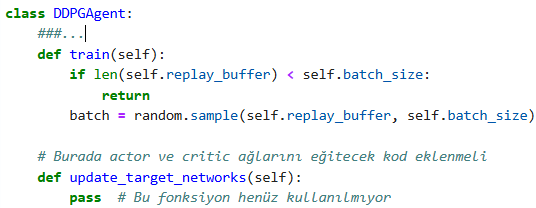 class DDPGAgent:
    ###...
    def train(self):
        if len(self.replay_buffer) < self.batch_size:
            return
        batch = random.sample(self.replay_buffer, self.batch_size)

    # Burada actor ve critic ağlarını eğitecek kod eklenmeli
    def update_target_networks(self):
        pass  # Bu fonksiyon henüz kullanılmıyor